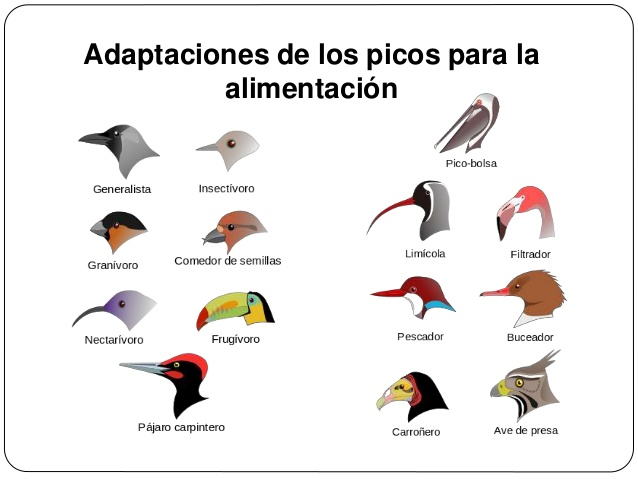 Adaptaciones de los picos para la
alimentación
Pico-bolsa
Generalista
Insectívoro
Limícola
Filtrador
Granívoro
Comedor de semillas
Nectarívoro
Frugívoro
Pescador
Buceador
Pájaro carpintero
Carroñero
Ave de presa